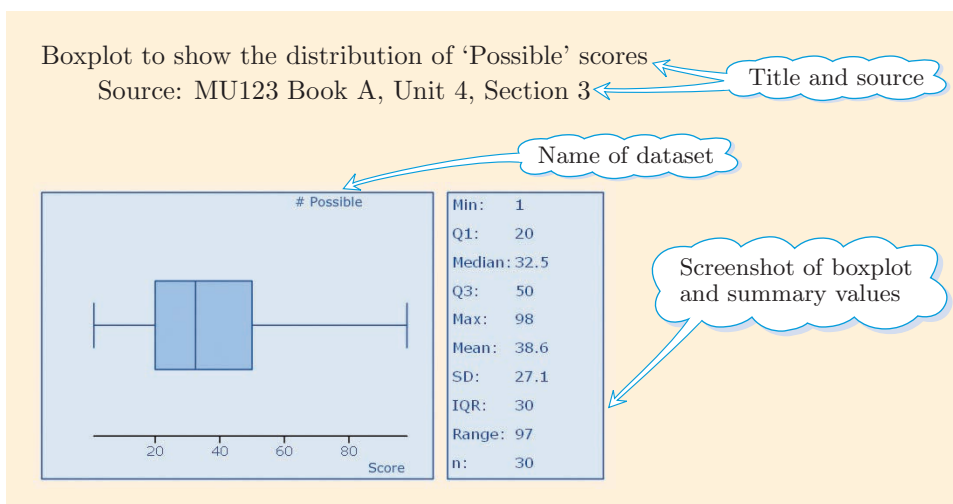 Boxplot to show the distribution of ‘Possible’ scores
Source: MU123 Book A, Unit 4, Section 3
Title and source
Name of dataset
# Possible
20 40 60 80
Score
Min: 1
Q1: 20
Median: 32.5
Q3: 50
Max: 98
Mean: 38.6
SD: 27.1
IQR: 30
Range: 97
n: 30
Screenshot of boxplot
and summary values